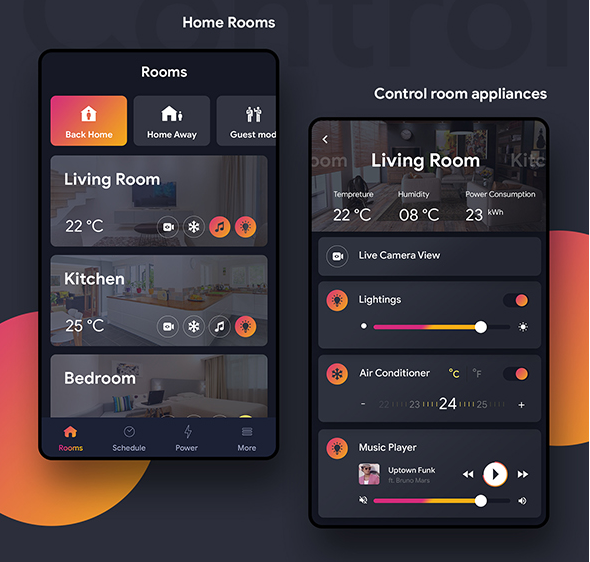 Control
Home Rooms
Rooms
Back Home
Home Away
Guest mod
Living Room
22 °C
Kitchen
25 °C
Bedroom
Rooms
Schedule
Power
More
Control room appliances
oom
Living Room
Kitc
Tempreture
Humidity
Power Consumption
22 °C
08 °C
23 kWh
Live Camera View
Lightings
Air Conditioner
°C
°F
- 22 23 24 25 +
Music Player
Uptown Funk
ft. Bruno Mars